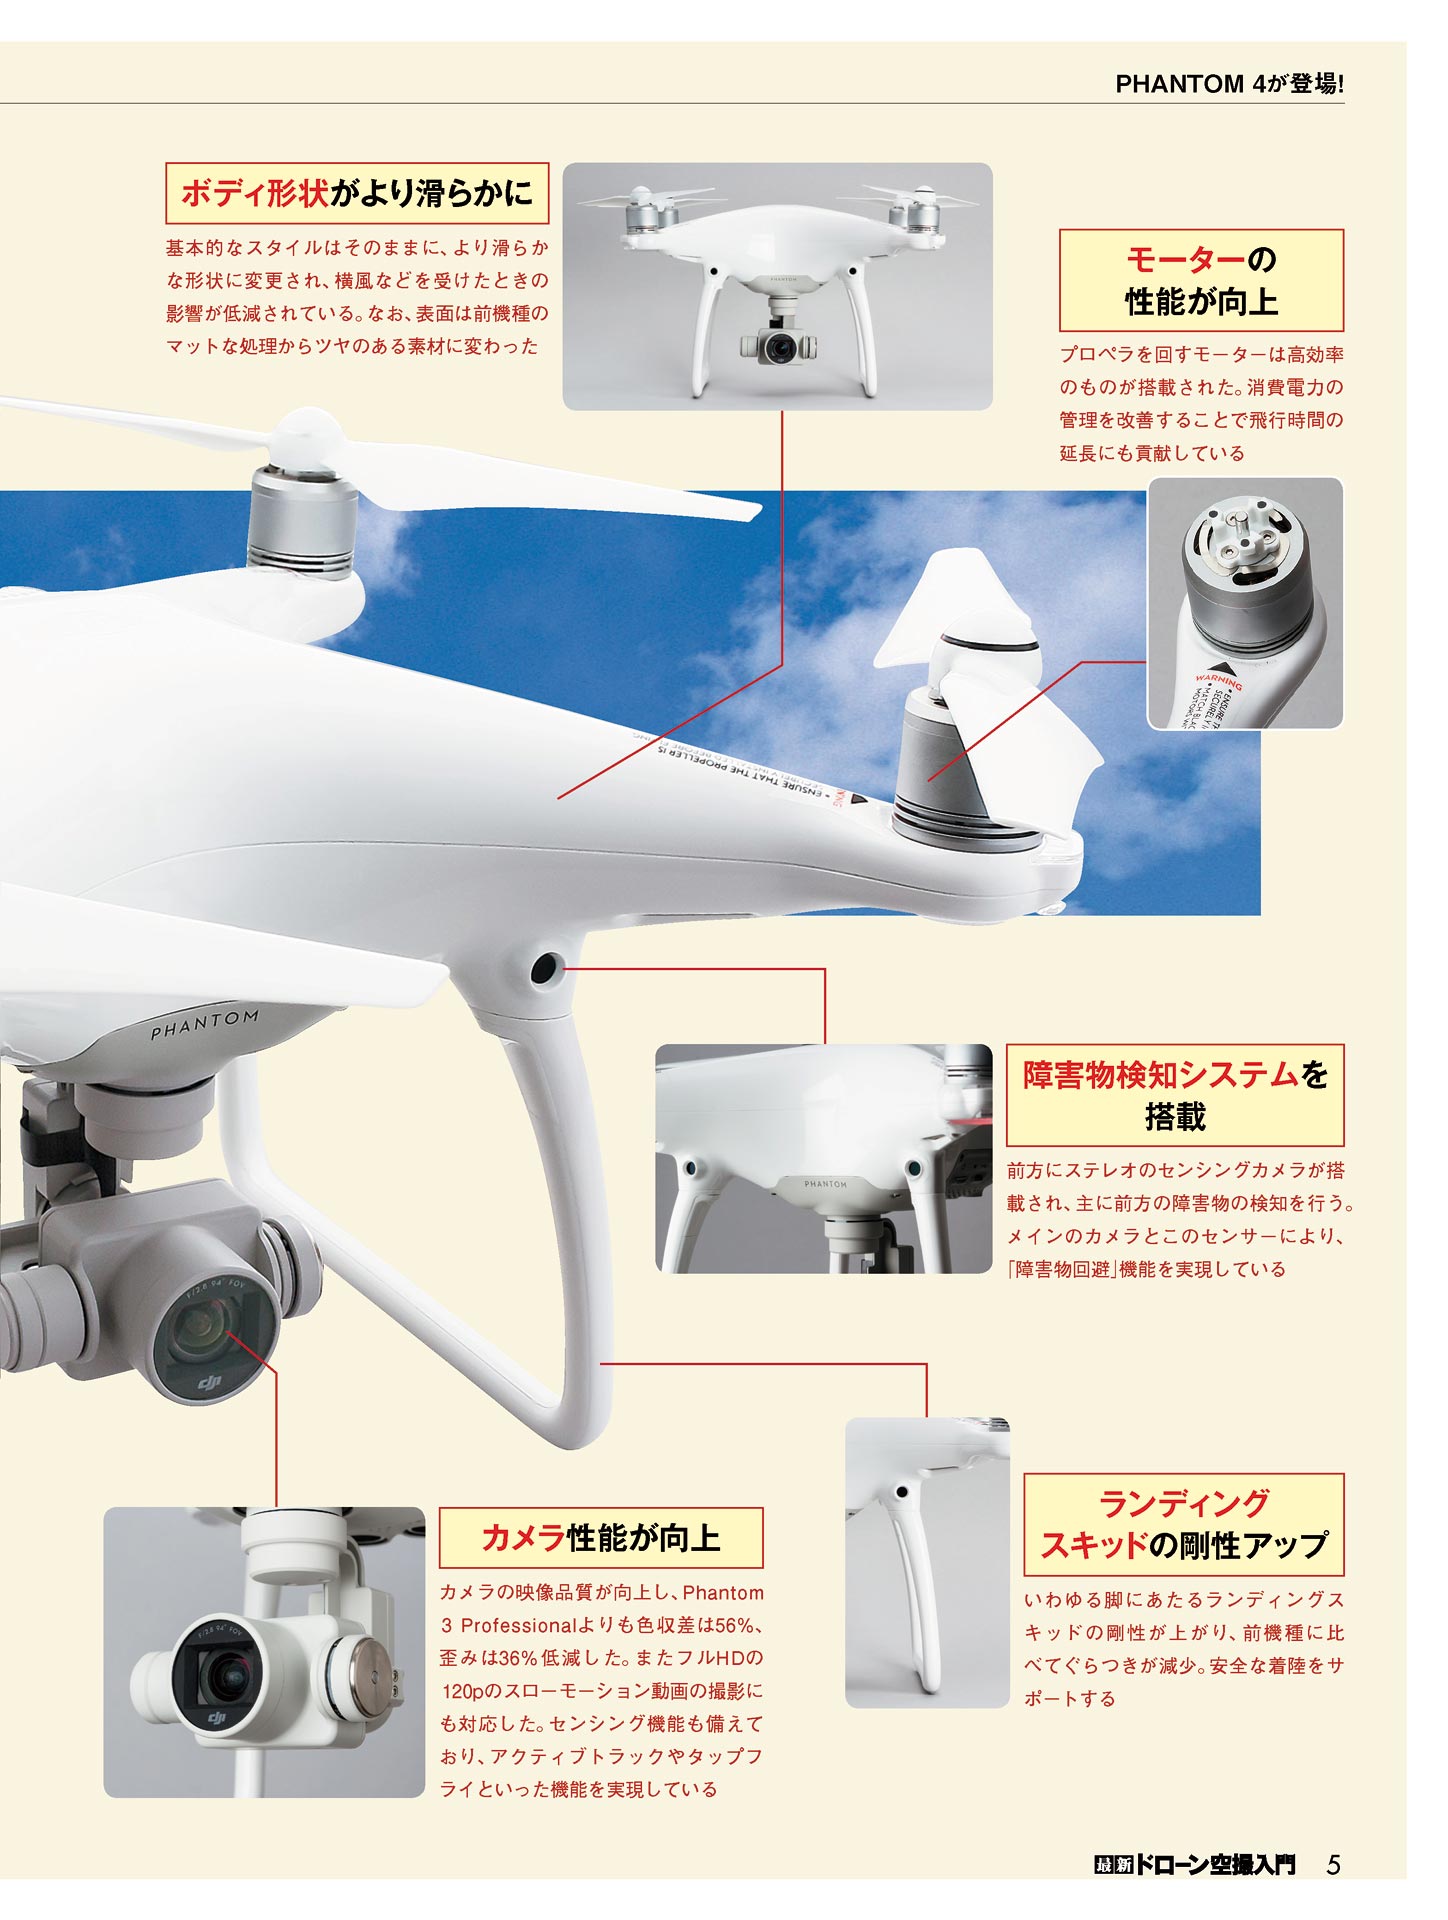 PHANTOM 4が登場!
ボディ形状がより滑らかに
基本的なスタイルはそのままに、より滑らか
な形状に変更され、横風などを受けたときの
影響が低減されている。なお、表面は前機種の
マットな処理からツヤのある素材に変わった
PHANTOM
モーターの
性能が向上
プロペラを回すモーターは高効率
のものが搭載された。消費電力の
管理を改善することで飛行時間の
延長にも貢献している
WARNING
• ENSURE TH
SECURELY I
MATCH BLAC
• ENSURE THAT THE PROPELLER IS
SECURELY INSTALLED BEFORE FLYING
PHANTOM
F/2.8 94° FOV
dji
障害物検知システムを
搭載
前方にステレオのセンシングカメラが搭
載され、主に前方の障害物の検知を行う。
メインのカメラとこのセンサーにより、
「障害物回避」機能を実現している
PHANTOM
カメラ性能が向上
カメラの映像品質が向上し、Phantom
3 Professionalよりも色収差は56%、
歪みは36%低減した。またフルHDの
120pのスローモーション動画の撮影に
も対応した。センシング機能も備えて
おり、アクティブトラックやタップフ
ライといった機能を実現している
F/2.8 94° FOV
dji
ランディング
スキッドの剛性アップ
いわゆる脚にあたるランディングス
キッドの剛性が上がり、前機種に比
べてぐらつきが減少。安全な着陸をサ
ポートする
最新ドローン空撮入門 5